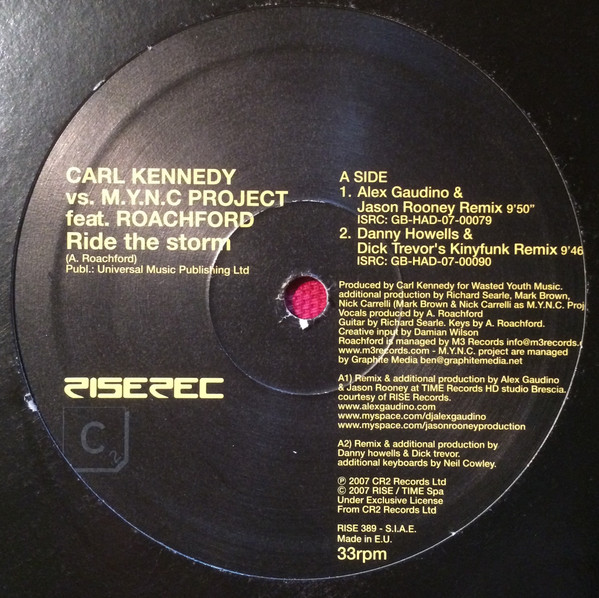 CARL KENNEDY
vs. M.Y.N.C PROJECT
feat. ROACHFORD
Ride the storm
(A. Roachford)
Publ.: Universal Music Publishing Ltd
RISEREC
C2
A SIDE
1. Alex Gaudino &
Jason Rooney Remix 9'50"
ISRC: GB-HAD-07-00079
2. Danny Howells &
Dick Trevor's Kinyfunk Remix 9'46
ISRC: GB-HAD-07-00090
Produced by Carl Kennedy for Wasted Youth Music.
additional production by Richard Searle, Mark Brown,
Nick Carrelli (Mark Brown & Nick Carrelli as M.Y.N.C. Proj
Vocals produced by A. Roachford
Guitar by Richard Searle. Keys by A. Roachford.
Creative input by Damian Wilson
Roachford is managed by M3 Records info@m3records.
www.m3records.com - M.Y.N.C. project are managed
by Graphite Media ben@graphitemedia.net
A1) Remix & additional production by Alex Gaudino
& Jason Rooney at TIME Records HD studio Brescia.
courtesy of RISE Records.
www.alexgaudino.com
www.myspace.com/djalexgaudino
www.myspace.com/jasonrooneyproduction
A2) Remix & additional production by
Danny howells & Dick trevor.
additional keyboards by Neil Cowley.
℗ 2007 CR2 Records Ltd
© 2007 RISE / TIME Spa
Under Exclusive License
From CR2 Records Ltd
RISE 389 - S.I.A.E.
Made in E.U.
33rpm